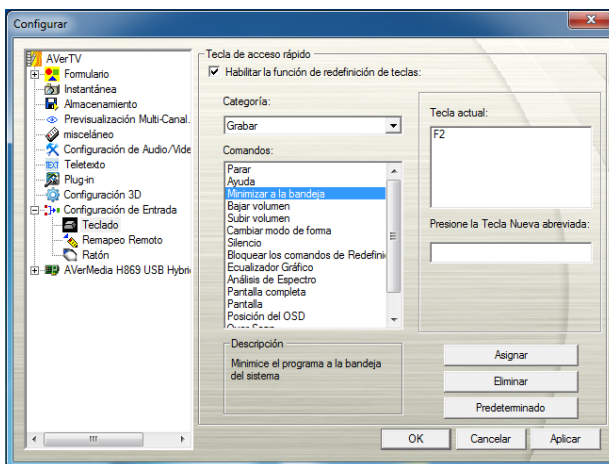 Configurar
AVerTV
Formulario
Instantánea
Almacenamiento
Previsualización Multi-Canal.
misceláneo
Configuración de Audio/Vide
TEXT
Teletexto
Plug-in
Configuración 3D
Configuración de Entrada
Teclado
Remapeo Remoto
Ratón
AVerMedia H869 USB Hybri
Tecla de acceso rápido
Habilitar la función de redefinición de teclas:
Categoría:
Grabar
Comandos:
Parar
Ayuda
Minimizar a la bandeja
Bajar volumen
Subir volumen
Cambiar modo de forma
Silencio
Bloquear los comandos de Redefini
Ecualizador Gráfico
Análisis de Espectro
Pantalla completa
Pantalla
Posición del OSD
Over Scan
Descripción
Minimice el programa a la bandeja
del sistema
Tecla actual:
F2
Presione la Tecla Nueva abreviada:
Asignar
Eliminar
Predeterminado
OK
Cancelar
Aplicar